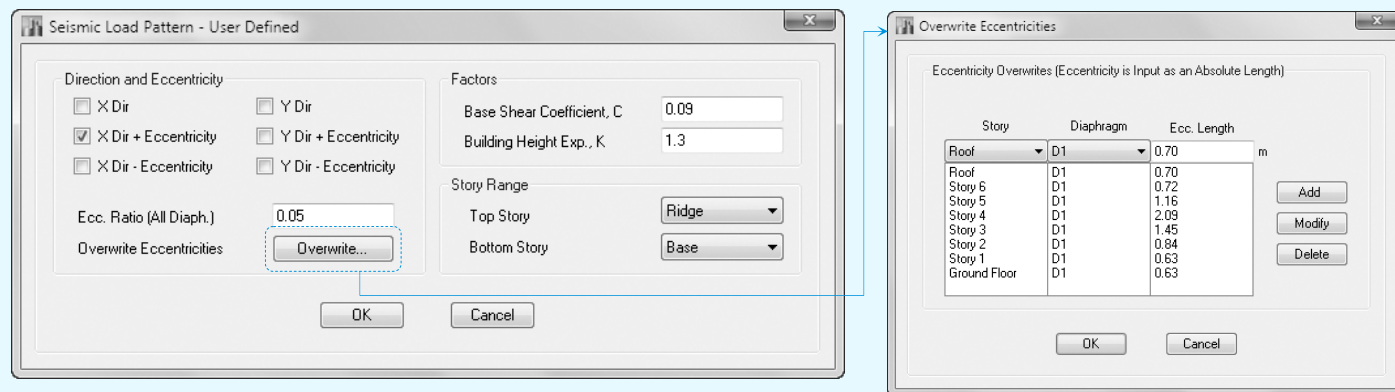 Seismic Load Pattern - User Defined
Direction and Eccentricity
X Dir
Y Dir
X Dir + Eccentricity
Y Dir + Eccentricity
X Dir - Eccentricity
Y Dir - Eccentricity
Ecc. Ratio (All Diaph.)
0.05
Overwrite Eccentricities
Overwrite...
Factors
Base Shear Coefficient, C
0.09
Building Height Exp., K
1.3
Story Range
Top Story
Ridge
Bottom Story
Base
OK
Cancel
Overwrite Eccentricities
Eccentricity Overwrites (Eccentricity is Input as an Absolute Length)
Story Diaphragm Ecc. Length
Roof D1 0.70 m
Roof D1 0.70
Story 6 D1 0.72
Story 5 D1 1.16
Story 4 D1 2.09
Story 3 D1 1.45
Story 2 D1 0.84
Story 1 D1 0.63
Ground Floor D1 0.63
Add
Modify
Delete
OK
Cancel